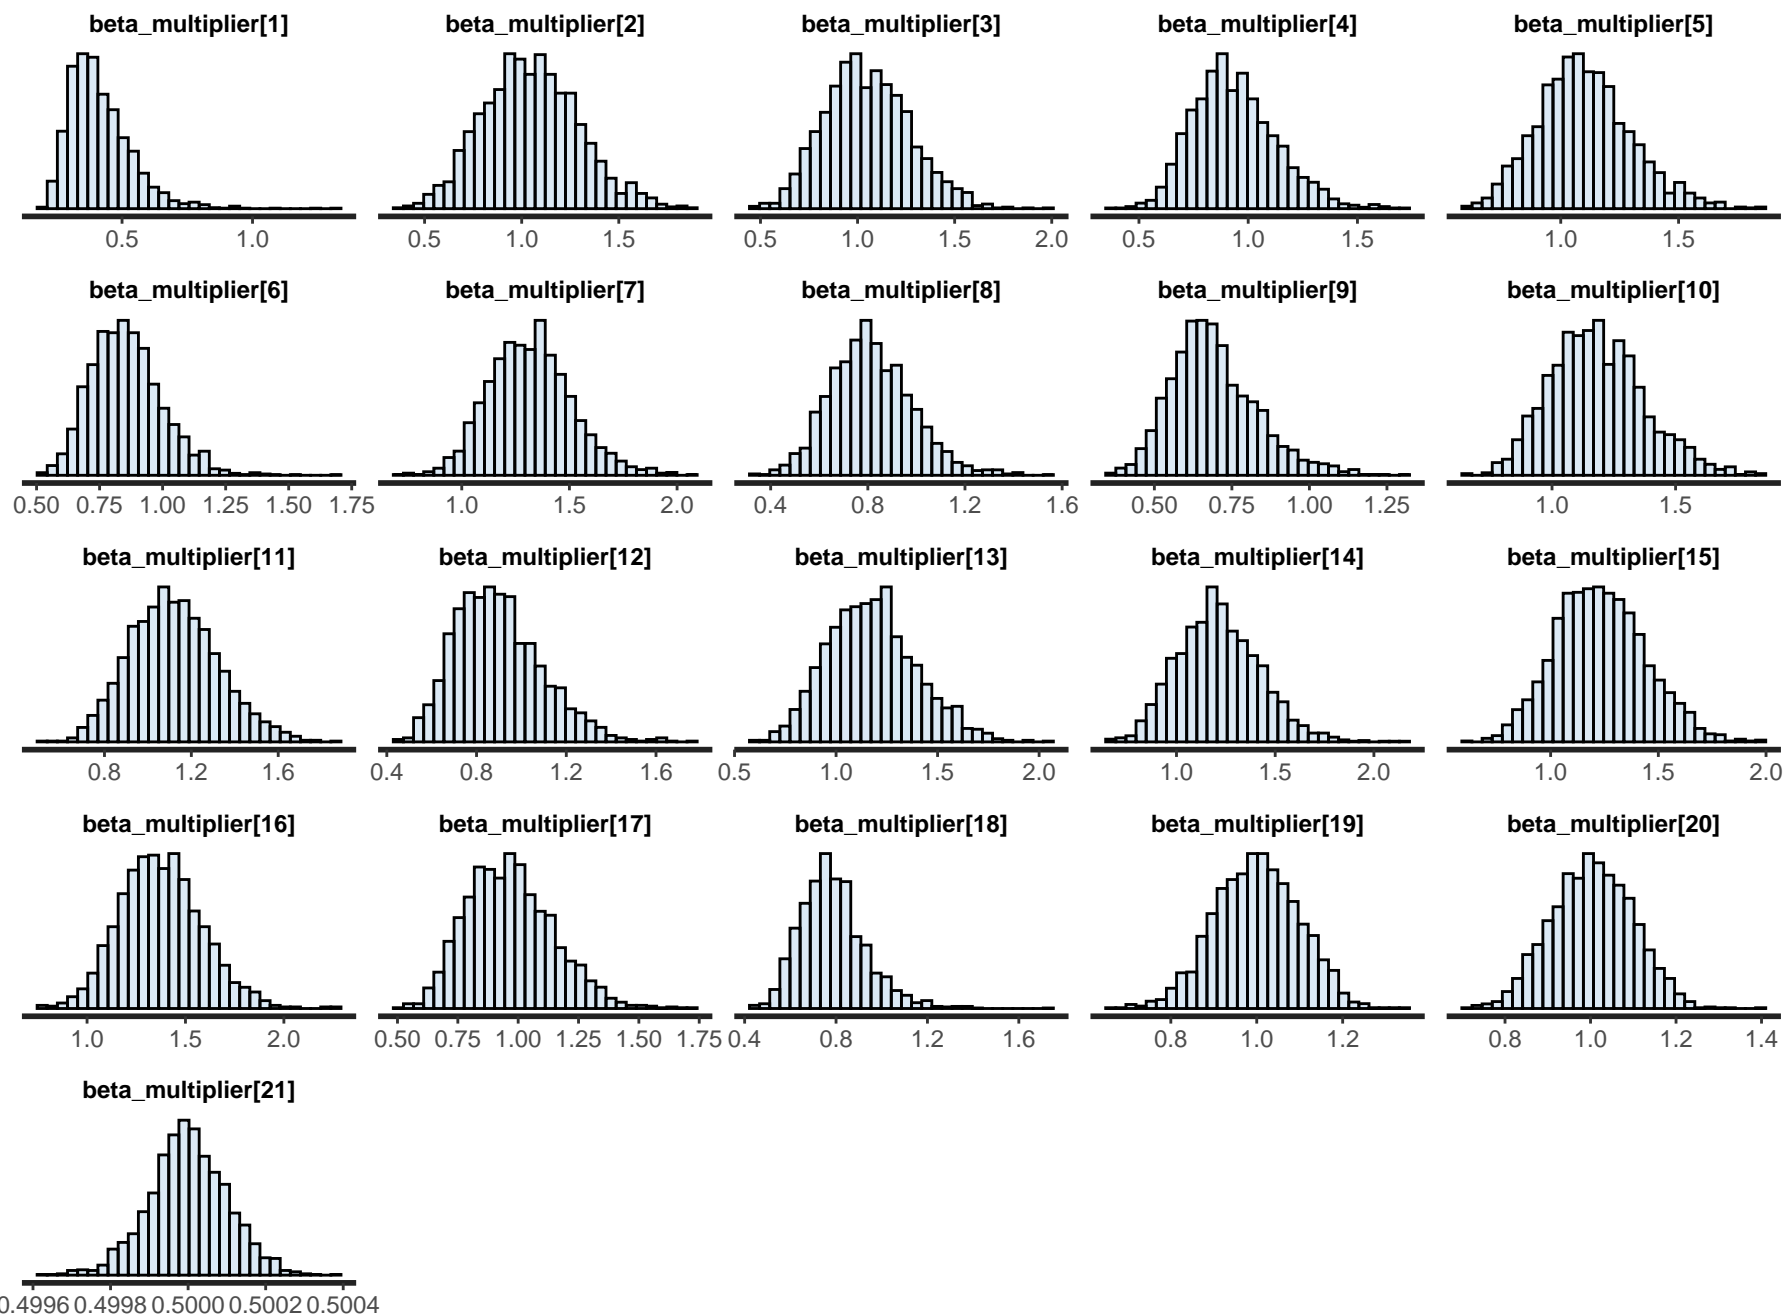 beta_multiplier[1] beta_multiplier[2] beta_multiplier[3] beta_multiplier[4] beta_multiplier[5]
0.5 1.0 0.5 1.0 1.5 0.5 1.0 1.5 2.0 0.5 1.0 1.5 1.0 1.5
beta_multiplier[6] beta_multiplier[7] beta_multiplier[8] beta_multiplier[9] beta_multiplier[10]
0.50 0.75 1.00 1.25 1.50 1.75 1.0 1.5 2.0 0.4 0.8 1.2 1.6 0.50 0.75 1.00 1.25 1.0 1.5
beta_multiplier[11] beta_multiplier[12] beta_multiplier[13] beta_multiplier[14] beta_multiplier[15]
0.8 1.2 1.6 0.4 0.8 1.2 1.6 0.5 1.0 1.5 2.0 1.0 1.5 2.0 1.0 1.5 2.0
beta_multiplier[16] beta_multiplier[17] beta_multiplier[18] beta_multiplier[19] beta_multiplier[20]
1.0 1.5 2.0 0.50 0.75 1.00 1.25 1.50 1.75 0.4 0.8 1.2 1.6 0.8 1.0 1.2 0.8 1.0 1.2 1.4
beta_multiplier[21]
0.4996 0.4998 0.5000 0.5002 0.5004